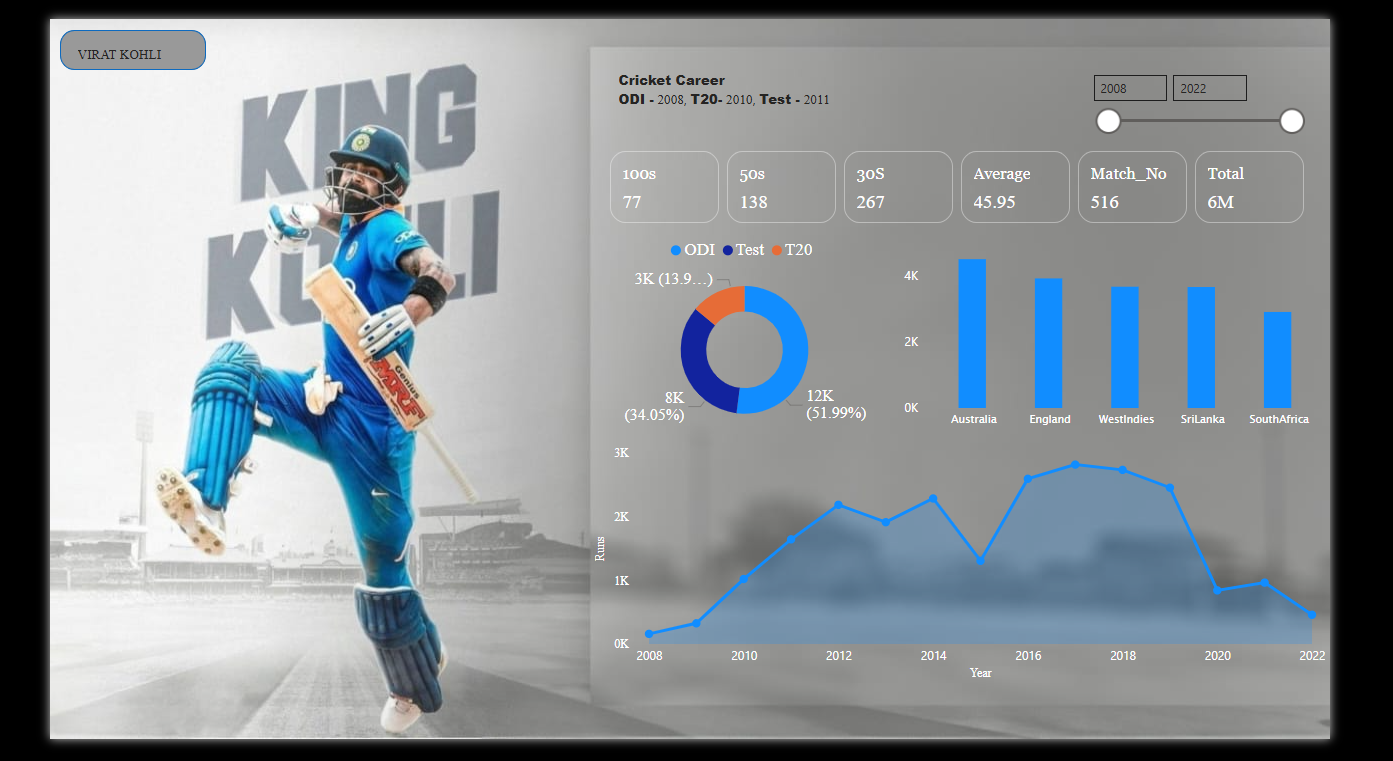 VIRAT KOHLI
KING
KOHLI
Genius
MRF
Cricket Career
ODI - 2008, T20- 2010, Test - 2011
2008 2022
100s
77
50s
138
30S
267
Average
45.95
Match_No
516
Total
6M
ODI Test T20
3K (13.9...)
8K
(34.05%)
12K
(51.99%)
4K
2K
0K
Australia England WestIndies SriLanka SouthAfrica
3K
2K
1K
0K
Runs
2008 2010 2012 2014 2016 2018 2020 2022
Year